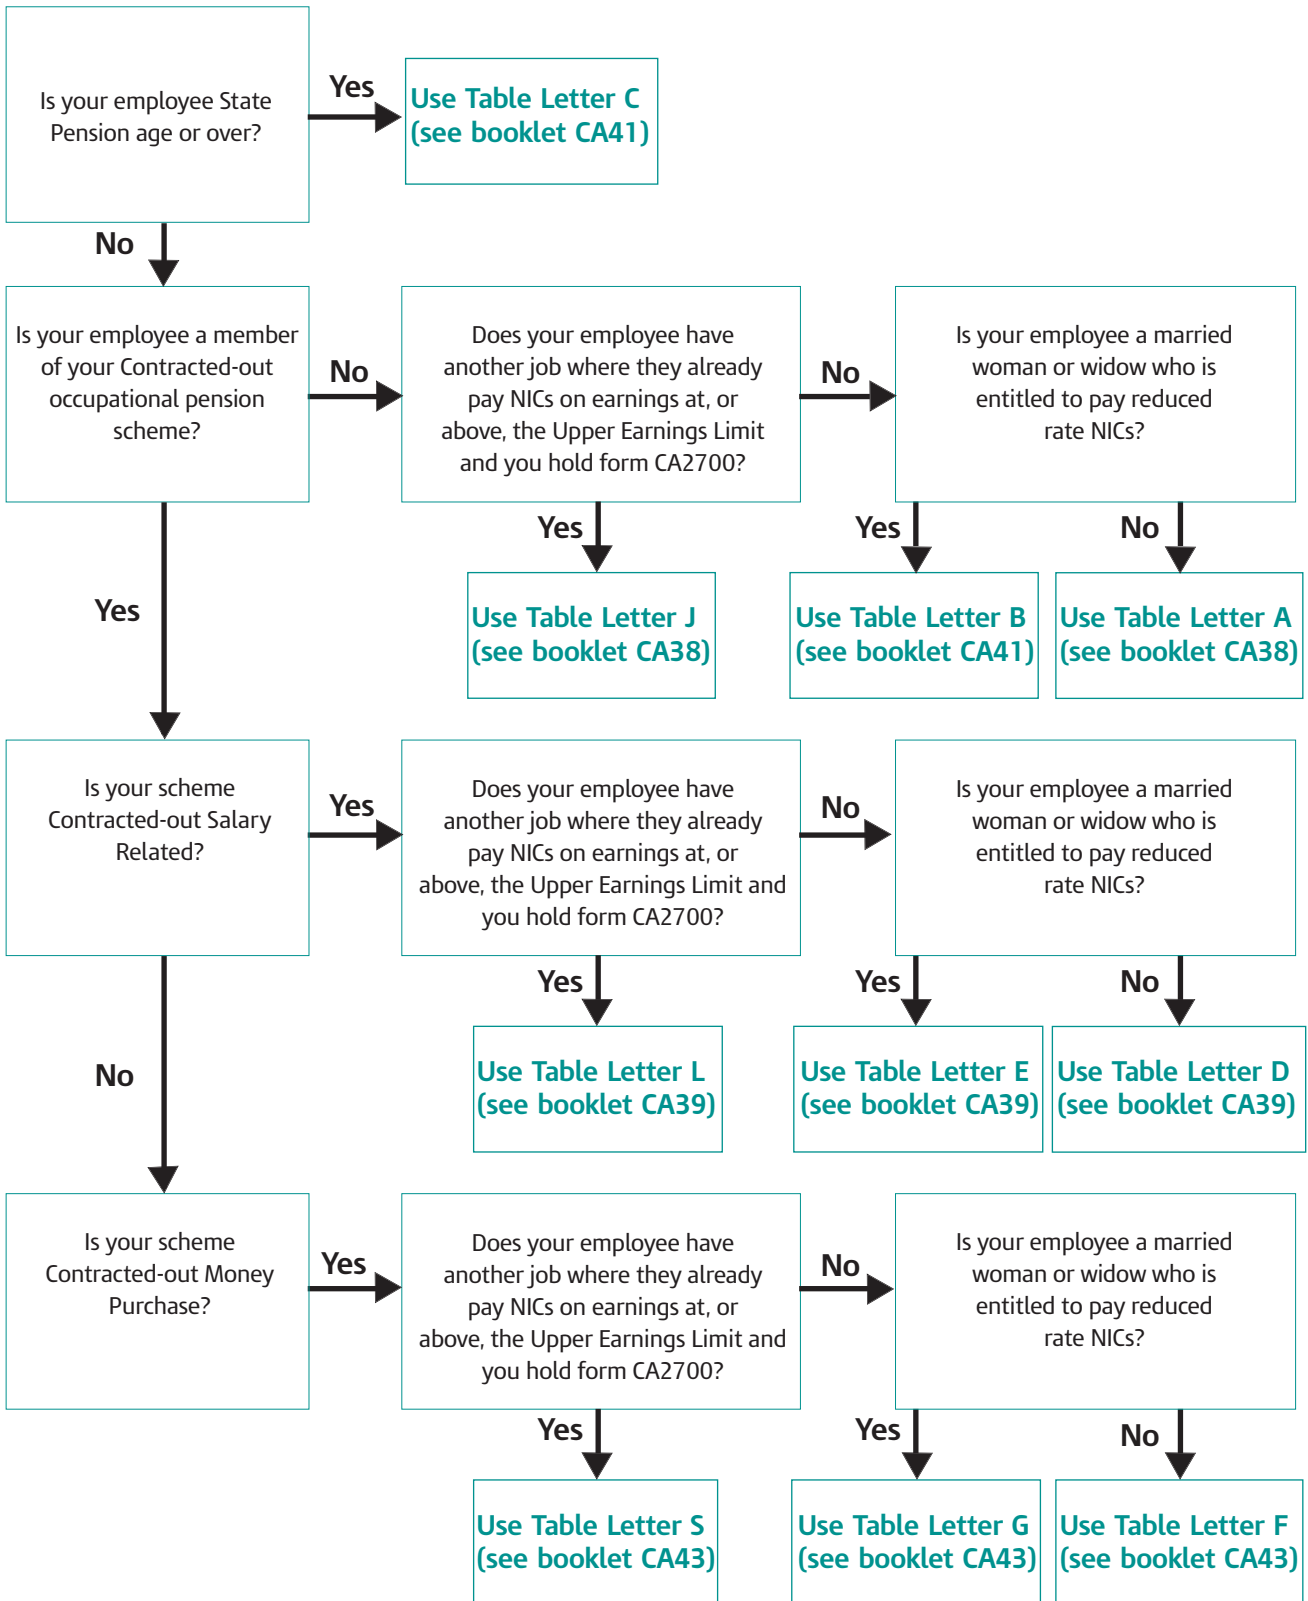 Is your employee State
Pension age or over?
Yes
Use Table Letter C
(see booklet CA41)
No
Is your employee a member
of your Contracted-out
occupational pension
scheme?
No
Does your employee have
another job where they already
pay NICs on earnings at, or
above, the Upper Earnings Limit
and you hold form CA2700?
No
Is your employee a married
woman or widow who is
entitled to pay reduced
rate NICs?
Yes
Yes
Use Table Letter J
(see booklet CA38)
Yes
Use Table Letter B
(see booklet CA41)
No
Use Table Letter A
(see booklet CA38)
Is your scheme
Contracted-out Salary
Related?
Yes
Does your employee have
another job where they already
pay NICs on earnings at, or
above, the Upper Earnings Limit and
you hold form CA2700?
No
Is your employee a married
woman or widow who is
entitled to pay reduced
rate NICs?
No
Yes
Use Table Letter L
(see booklet CA39)
Yes
Use Table Letter E
(see booklet CA39)
No
Use Table Letter D
(see booklet CA39)
Is your scheme
Contracted-out Money
Purchase?
Yes
Does your employee have
another job where they already
pay NICs on earnings at, or
above, the Upper Earnings Limit and
you hold form CA2700?
No
Is your employee a married
woman or widow who is
entitled to pay reduced
rate NICs?
Yes
Use Table Letter S
(see booklet CA43)
Yes
Use Table Letter G
(see booklet CA43)
No
Use Table Letter F
(see booklet CA43)